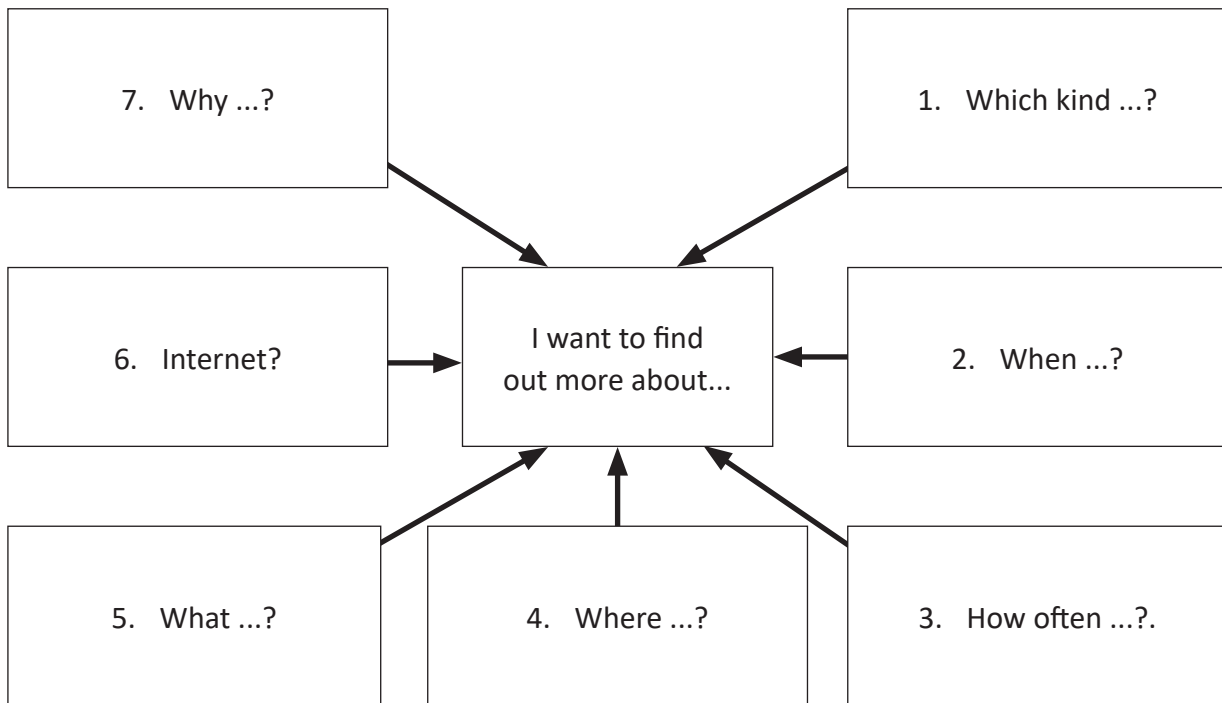 7. Why ...?
1. Which kind ...?
6. Internet?
I want to find
out more about...
2. When ...?
5. What ...?
4. Where ...?
3. How often ...?.